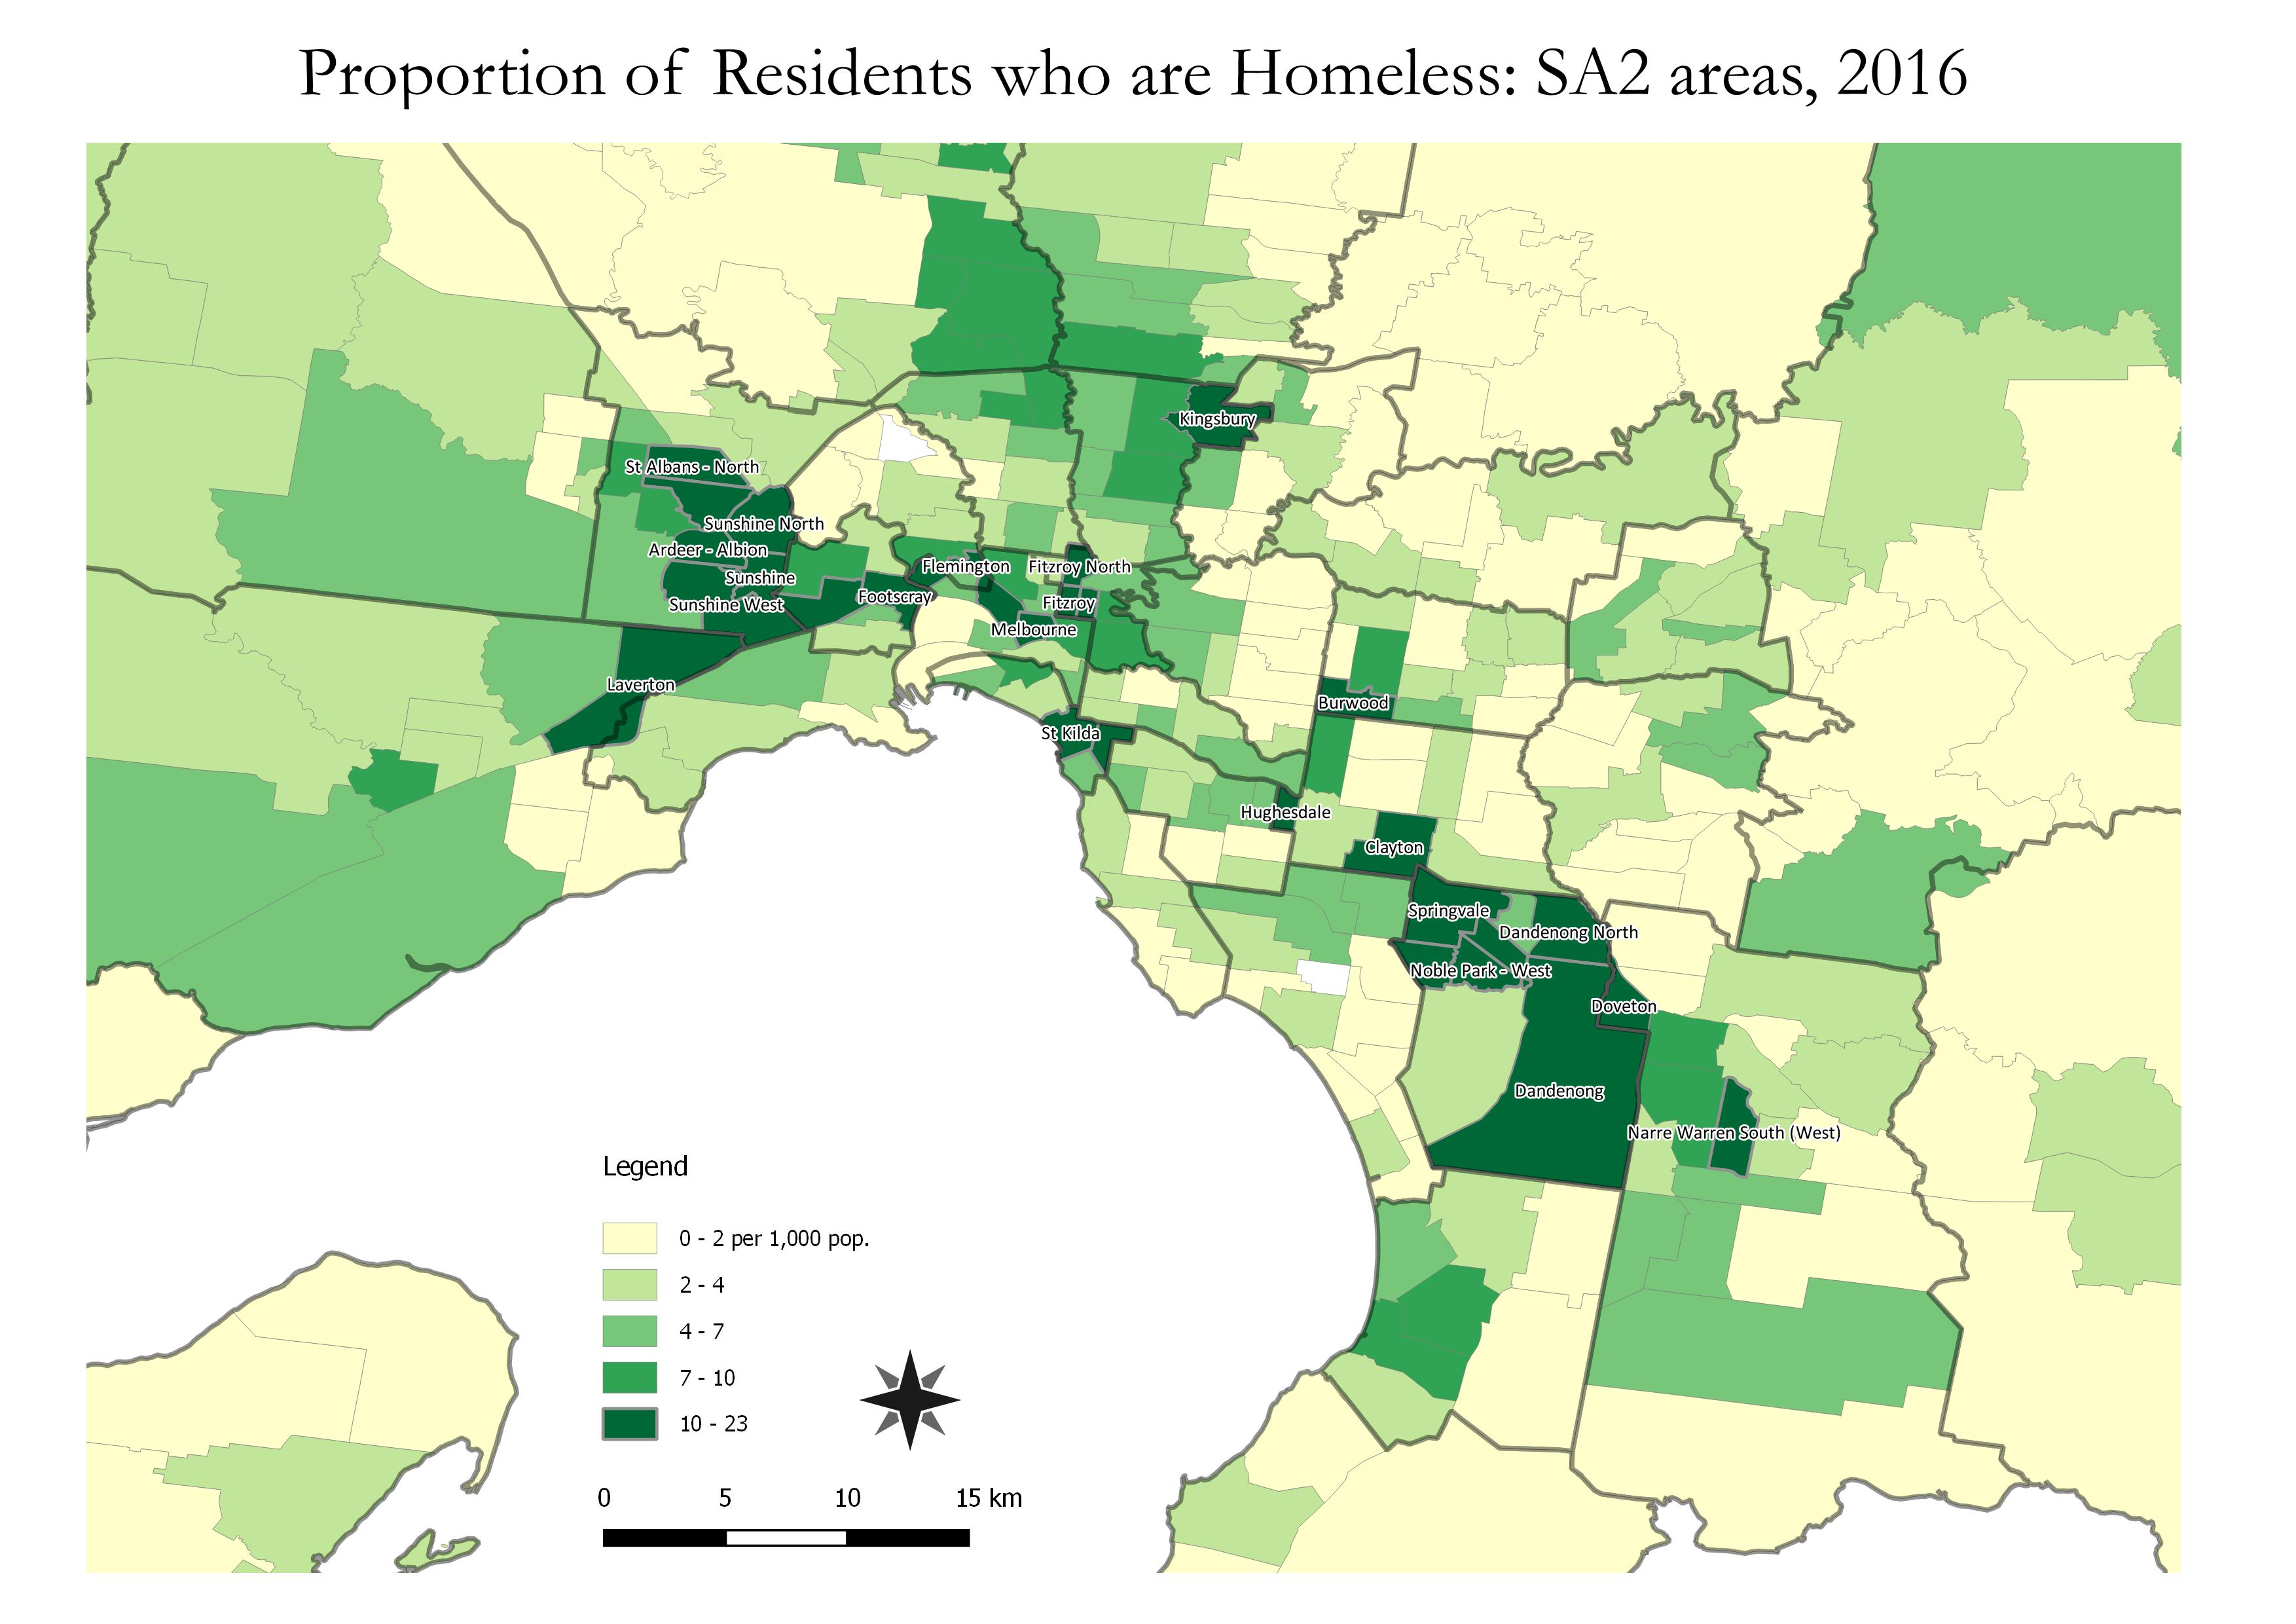 Proportion of Residents who are Homeless: SA2 areas, 2016
Kingsbury
St Albans - North
Sunshine North
Ardeer - Albion
Sunshine
Sunshine West
Flemington
Fitzroy North
Footscray
Fitzroy
Melbourne
Laverton
Burwood
St Kilda
Hughesdale
Clayton
Springvale
Dandenong North
Noble Park - West
Doveton
Dandenong
Narre Warren South (West)
Legend
0 - 2 per 1,000 pop.
2 - 4
4 - 7
7 - 10
10 - 23
0 5 10 15 km